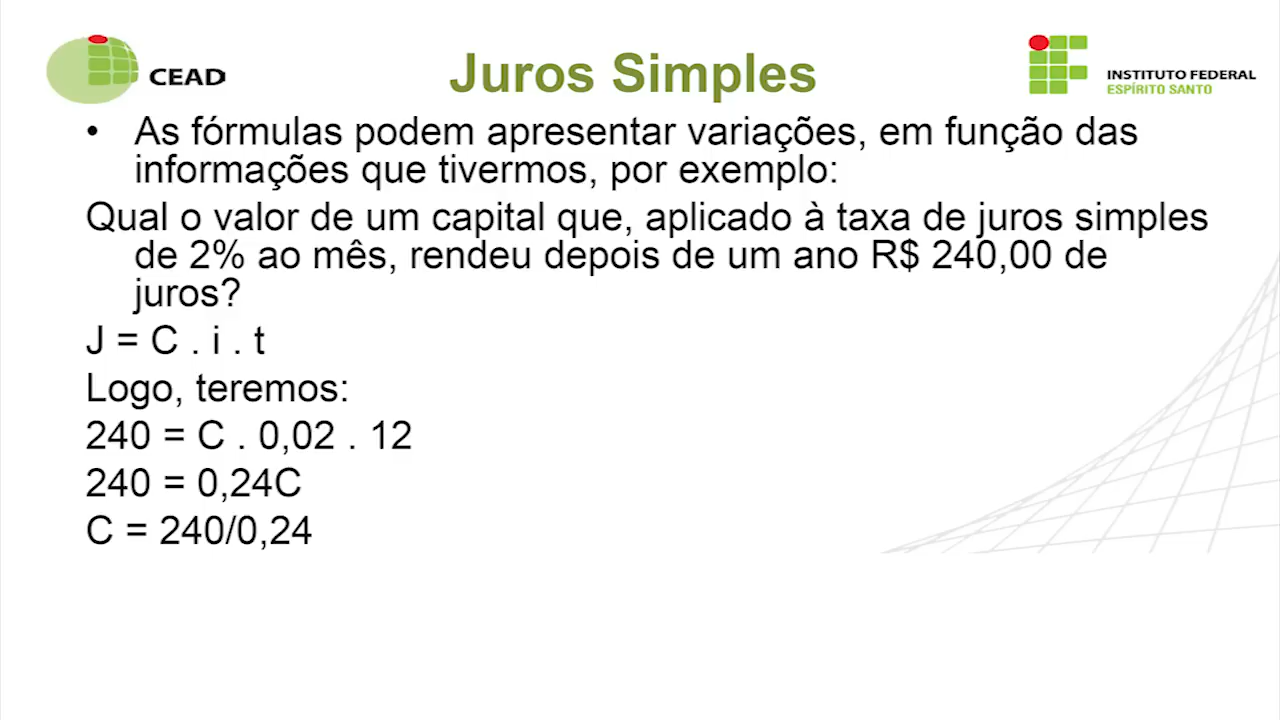 CEAD
Juros Simples
INSTITUTO FEDERAL
ESPÍRITO SANTO
• As fórmulas podem apresentar variações, em função das
informações que tivermos, por exemplo:
Qual o valor de um capital que, aplicado à taxa de juros simples
de 2% ao mês, rendeu depois de um ano R$ 240,00 de
juros?
J = C . i . t
Logo, teremos:
240 = C . 0,02 . 12
240 = 0,24C
C = 240/0,24